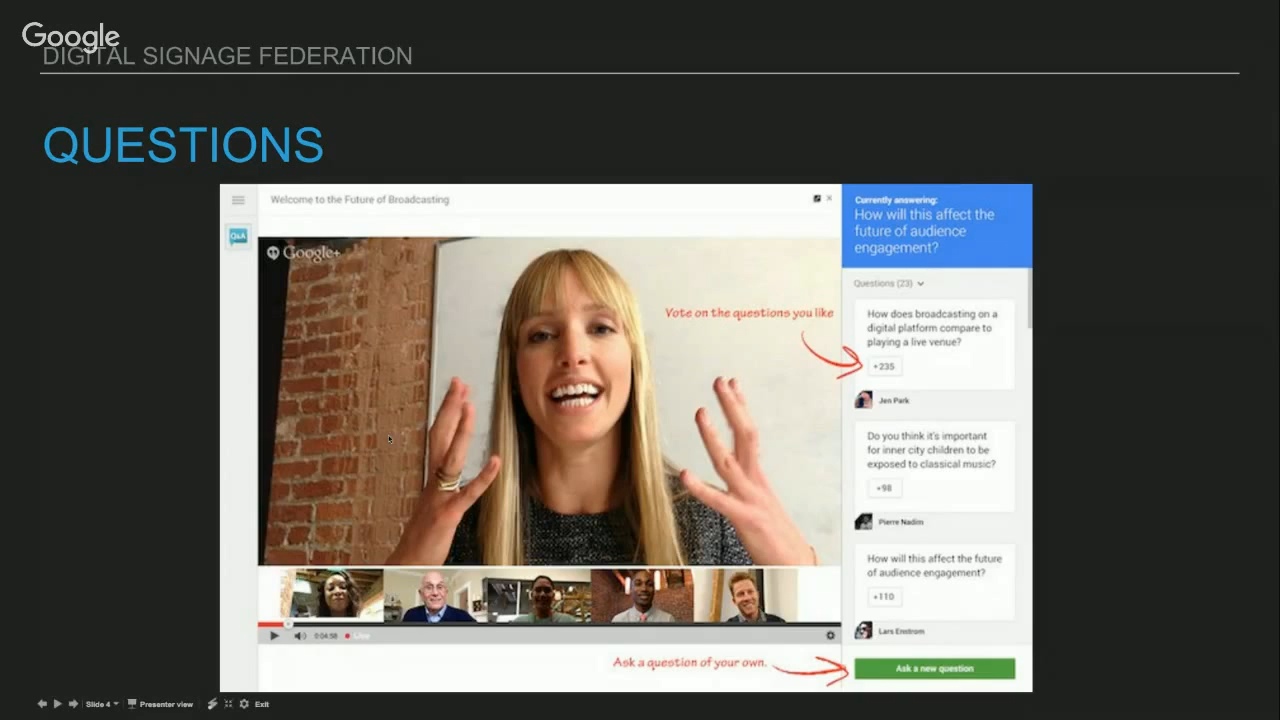 Google
DIGITAL SIGNAGE FEDERATION
QUESTIONS
Welcome to the Future of Broadcasting
Q&A
Google+
Vote on the questions you like
Currently answering:
How will this affect the
future of audience
engagement?
Questions (23)
How does broadcasting on a
digital platform compare to
playing a live venue?
+235
Jen Park
Do you think it's important
for inner city children to be
exposed to classical music?
+98
Pierre Nadim
How will this affect the future
of audience engagement?
+110
Lars Enstrom
0:04:58
Live
Ask a question of your own.
Ask a new question
Slide 4
Presenter view
Exit